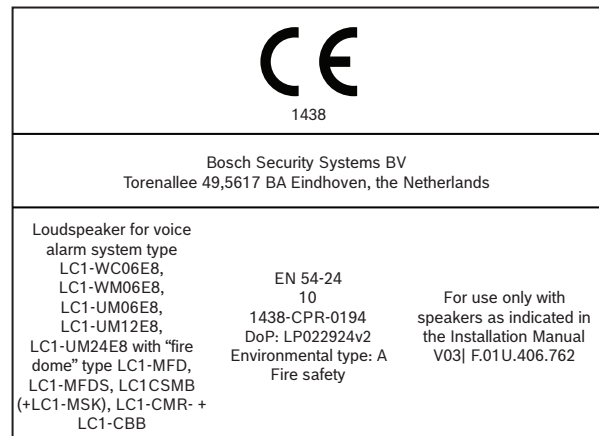 CE
1438
Bosch Security Systems BV
Torenallee 49,5617 BA Eindhoven, the Netherlands
Loudspeaker for voice
alarm system type
LC1-WC06E8,
LC1-WM06E8,
LC1-UM06E8,
LC1-UM12E8,
LC1-UM24E8 with “fire
dome” type LC1-MFD,
LC1-MFDS, LC1CSMB
(+LC1-MSK), LC1-CMR- +
LC1-CBB
EN 54-24
10
1438-CPR-0194
DoP: LP022924v2
Environmental type: A
Fire safety
For use only with
speakers as indicated in
the Installation Manual
V03| F.01U.406.762